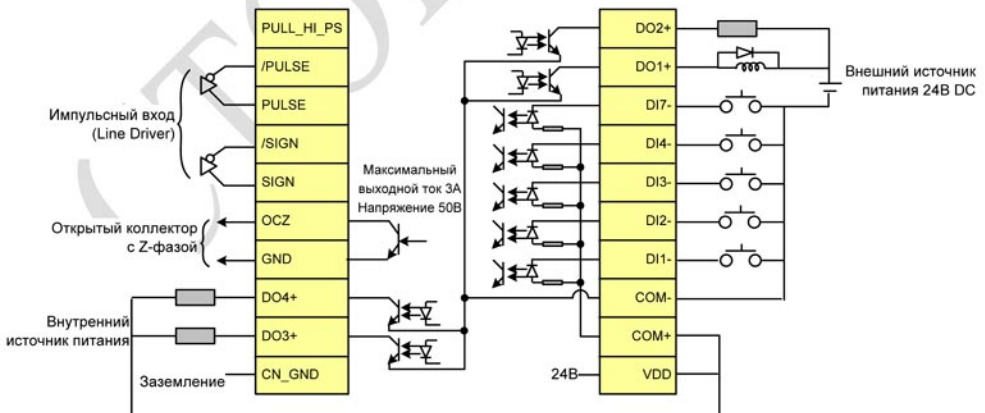 PULL_HI_PS
/PULSE
PULSE
/SIGN
SIGN
OCZ
GND
DO4+
DO3+
CN_GND
Импульсный вход
(Line Driver)
Открытый коллектор
с Z-фазой
Внутренний
источник питания
Заземление
Максимальный
выходной ток 3А
Напряжение 50В
DO2+
DO1+
DI7-
DI4-
DI3-
DI2-
DI1-
COM-
COM+
VDD
24В
Внешний источник
питания 24В DC